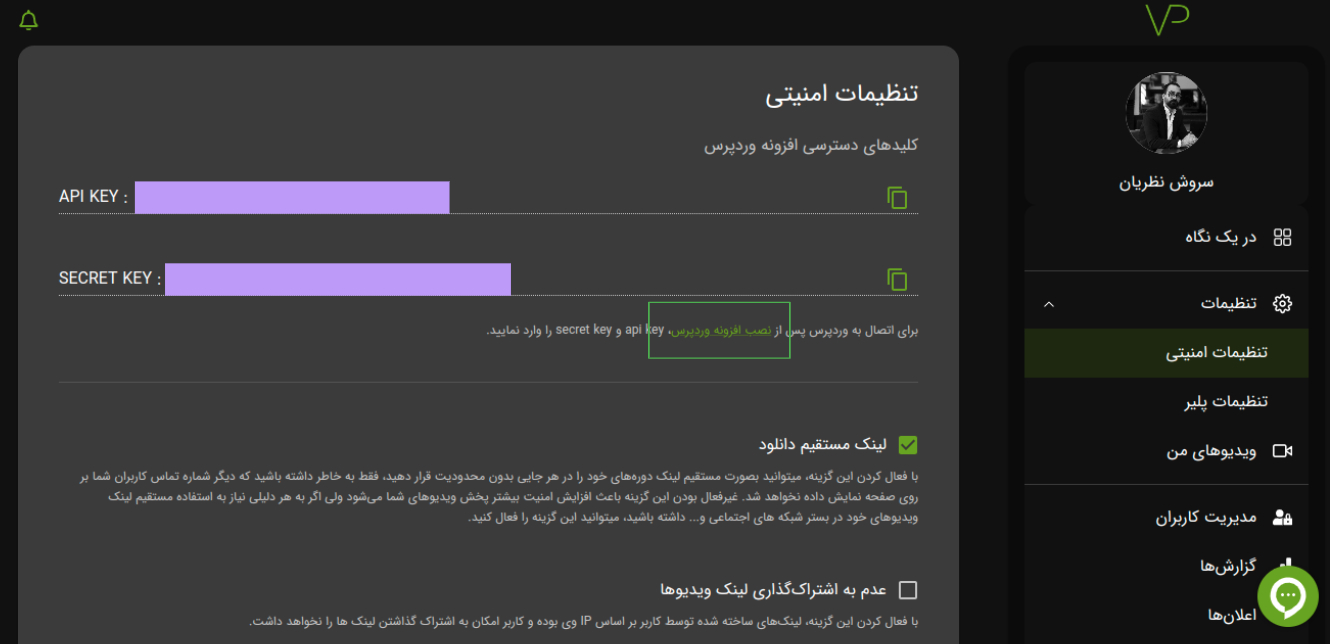 VP
تنظیمات امنیتی
کلیدهای دسترسی افزونه وردپرس
API KEY :
SECRET KEY :
برای اتصال به وردپرس پس از نصب افزونه وردپرس، api key و secret key را وارد نمایید.
لینک مستقیم دانلود
با فعال کردن این گزینه، میتوانید بصورت مستقیم لینک دوره‌های خود را در هر جایی بدون محدودیت قرار دهید، فقط به خاطر داشته باشید که دیگر شماره تماس کاربران شما بر
روی صفحه نمایش داده نخواهد شد. غیرفعال بودن این گزینه باعث افزایش امنیت بیشتر پخش ویدیوهای شما می‌شود ولی اگر به هر دلیلی نیاز به استفاده مستقیم لینک
ویدیوهای خود در بستر شبکه های اجتماعی و... داشته باشید، میتوانید این گزینه را فعال کنید.
عدم به اشتراک‌گذاری لینک ویدیوها
با فعال کردن این گزینه، لینک‌های ساخته شده توسط کاربر بر اساس IP وی بوده و کاربر امکان به اشتراک گذاشتن لینک ها را نخواهد داشت.
سروش نظریان
در یک نگاه
تنظیمات
تنظیمات امنیتی
تنظیمات پلیر
ویدیوهای من
مدیریت کاربران
گزارش‌ها
اعلان‌ها